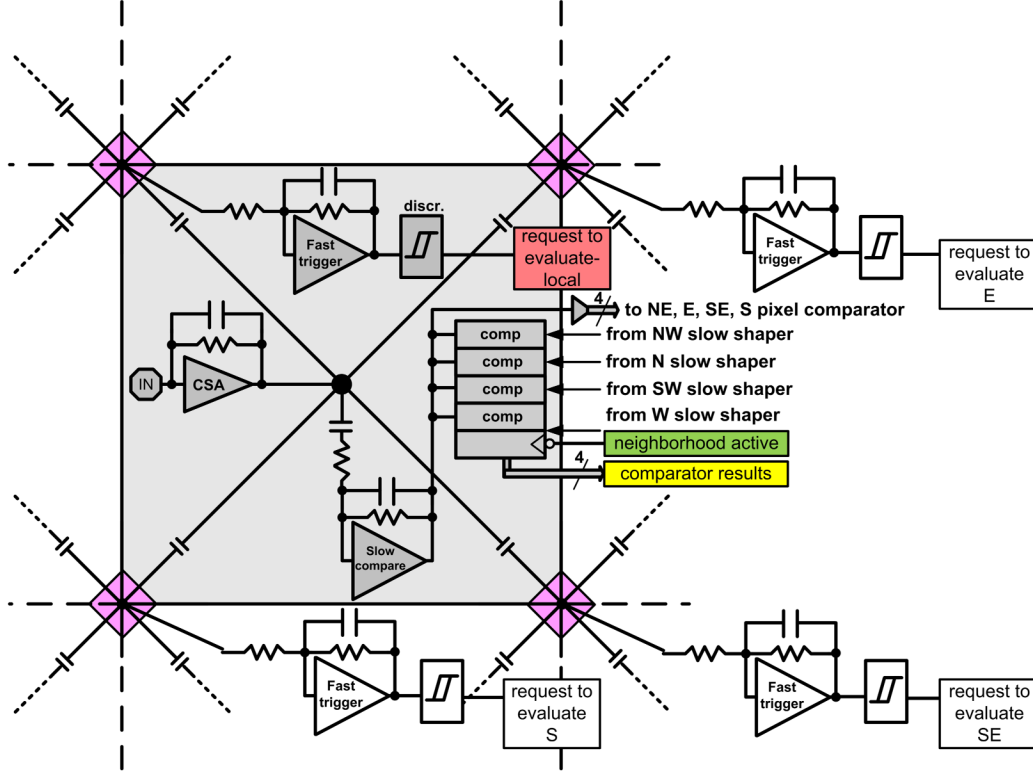 discr.
Fast
trigger
request to
evaluate-
local
Fast
trigger
request to
evaluate
E
4
to NE, E, SE, S pixel comparator
comp
from NW slow shaper
comp
from N slow shaper
comp
from SW slow shaper
comp
from W slow shaper
neighborhood active
4
comparator results
IN
CSA
Slow
compare
Fast
trigger
request to
evaluate
S
Fast
trigger
request to
evaluate
SE